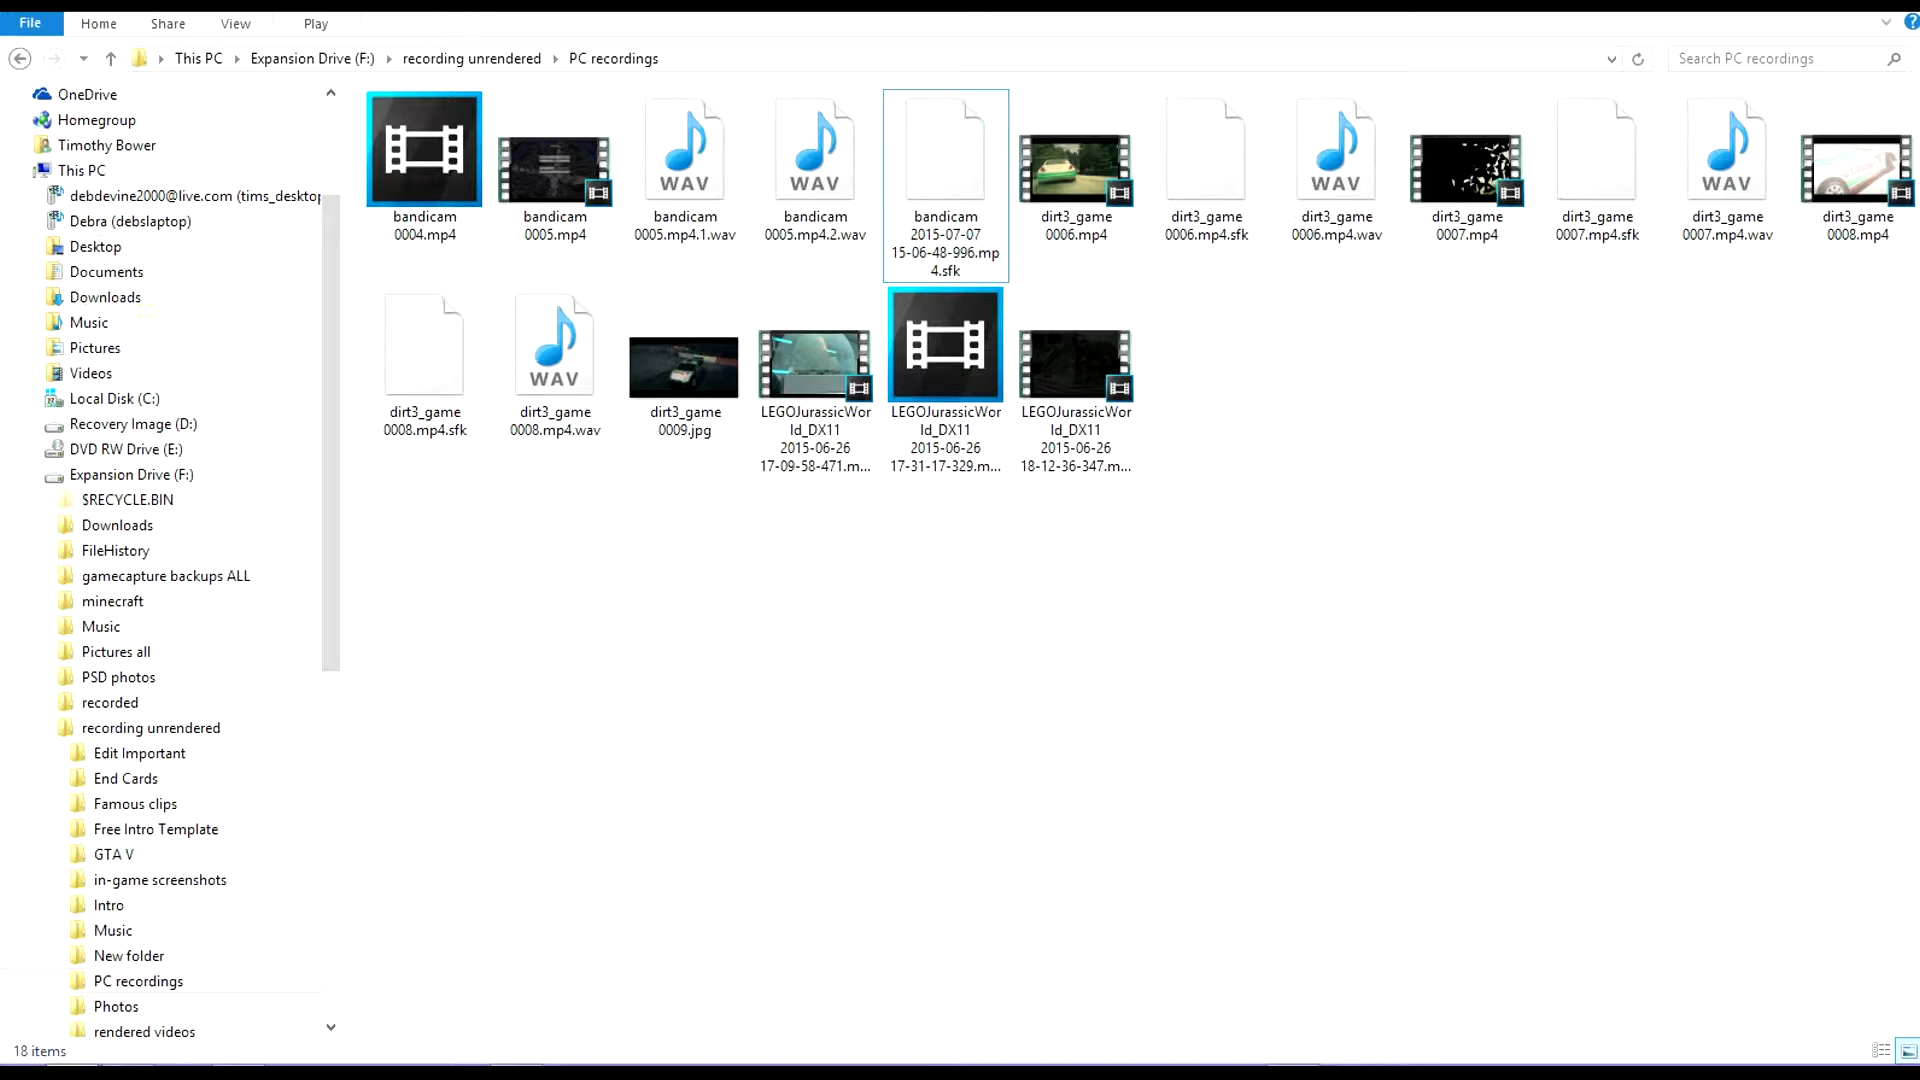 File Home Share View Play
This PC Expansion Drive (F:) recording unrendered PC recordings
Search PC recordings
OneDrive
Homegroup
Timothy Bower
This PC
debdevine2000@live.com (tims_desktop
Debra (debslaptop)
Desktop
Documents
Downloads
Music
Pictures
Videos
Local Disk (C:)
Recovery Image (D:)
DVD RW Drive (E:)
Expansion Drive (F:)
$RECYCLE.BIN
Downloads
FileHistory
gamecapture backups ALL
minecraft
Music
Pictures all
PSD photos
recorded
recording unrendered
Edit Important
End Cards
Famous clips
Free Intro Template
GTA V
in-game screenshots
Intro
Music
New folder
PC recordings
Photos
rendered videos
bandicam
0004.mp4
bandicam
0005.mp4
WAV
bandicam
0005.mp4.1.wav
WAV
bandicam
0005.mp4.2.wav
bandicam
2015-07-07
15-06-48-996.mp
4.sfk
dirt3_game
0006.mp4
dirt3_game
0006.mp4.sfk
WAV
dirt3_game
0006.mp4.wav
dirt3_game
0007.mp4
dirt3_game
0007.mp4.sfk
WAV
dirt3_game
0007.mp4.wav
dirt3_game
0008.mp4
dirt3_game
0008.mp4.sfk
WAV
dirt3_game
0008.mp4.wav
dirt3_game
0009.jpg
LEGOJurassicWor
ld_DX11
2015-06-26
17-09-58-471.m...
LEGOJurassicWor
ld_DX11
2015-06-26
17-31-17-329.m...
LEGOJurassicWor
ld_DX11
2015-06-26
18-12-36-347.m...
18 items